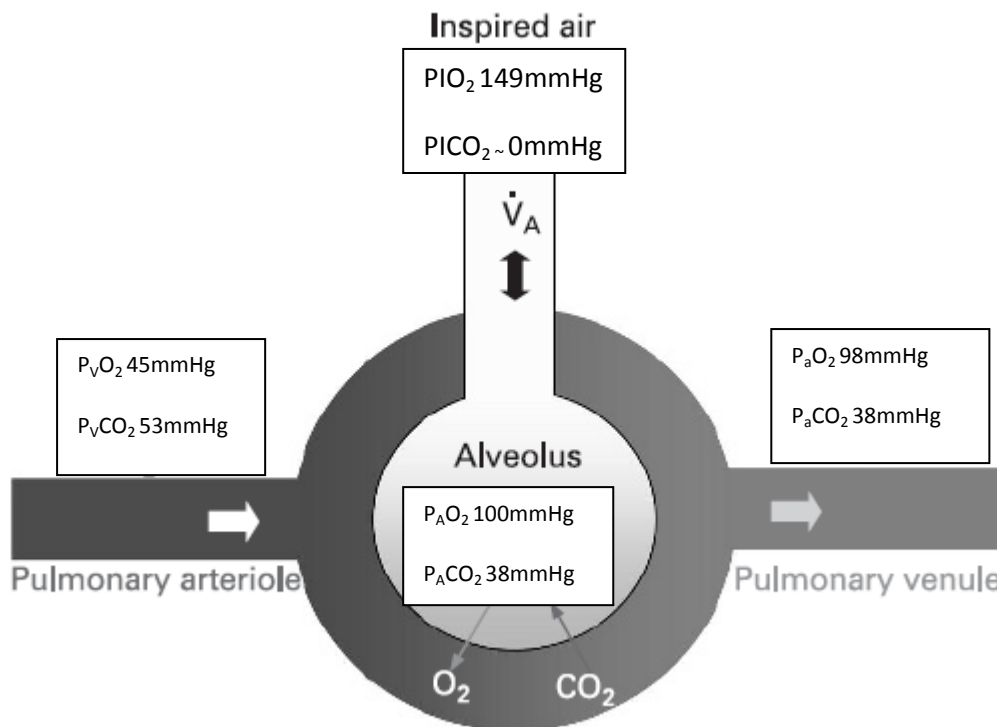 Inspired air
PIO₂ 149mmHg
PICO₂ ~ 0mmHg
V̇A
PᵥO₂ 45mmHg
PᵥCO₂ 53mmHg
PₐO₂ 98mmHg
PₐCO₂ 38mmHg
Alveolus
PAO₂ 100mmHg
PACO₂ 38mmHg
Pulmonary arteriole
Pulmonary venule
O₂
CO₂